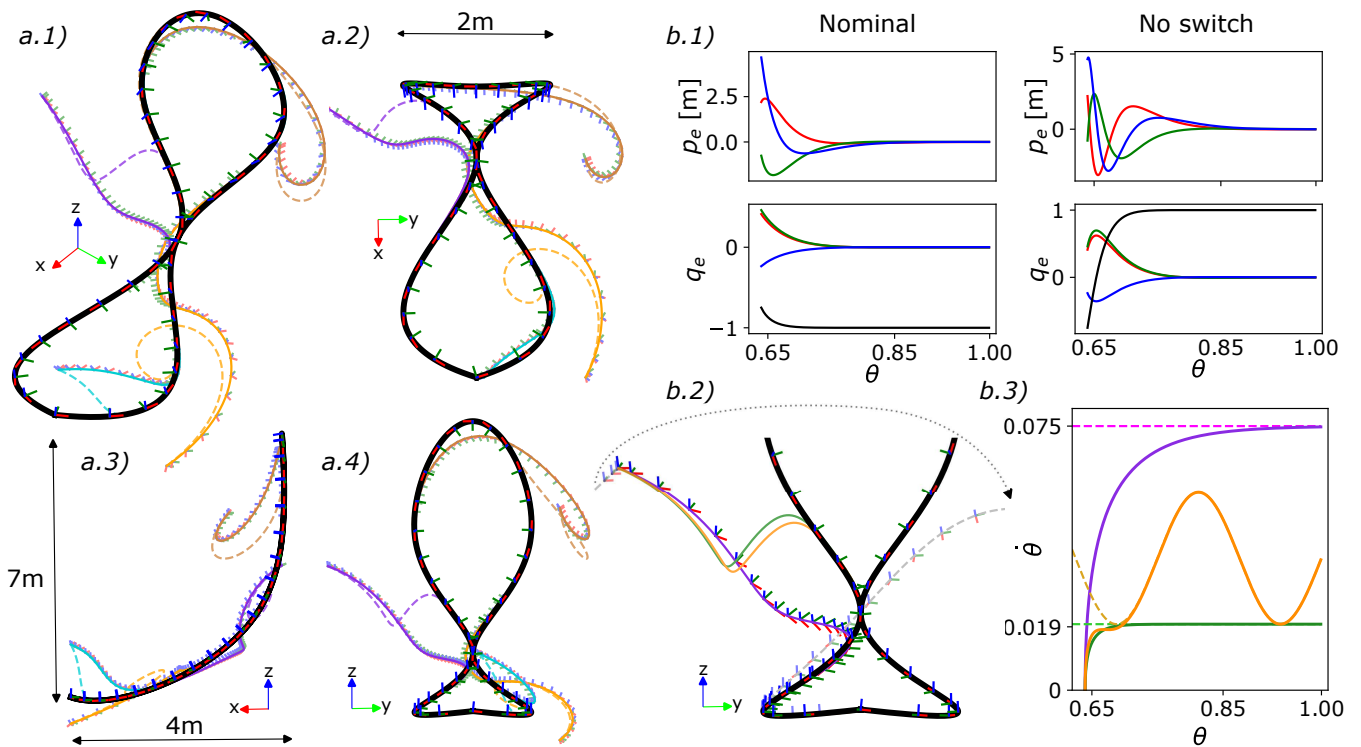 a.1)
z
x
y
a.2)
2m
y
x
a.3)
7m
z
x
4m
a.4)
z
y
b.1)
Nominal
No switch
p_e [m]
2.5
0.0
p_e [m]
5
0
q_e
0
−1
0.65
0.85
1.00
θ
q_e
1
0
0.65
0.85
1.00
θ
b.2)
z
y
b.3)
θ̇
0.075
0.019
0
0.65
0.85
1.00
θ